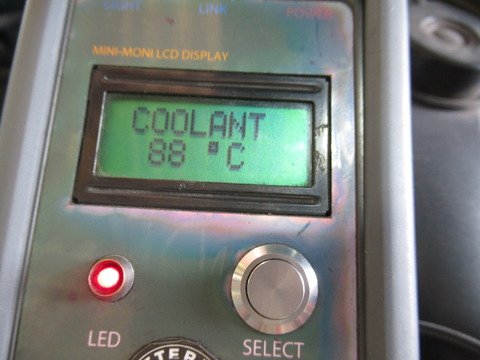 LIGHT LINK POWER
MINI-MONI LCD DISPLAY
COOLANT
88 °C
LED
SELECT